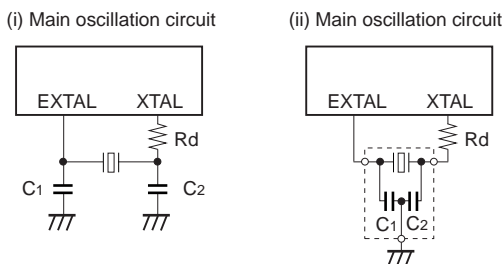 (i) Main oscillation circuit
(ii) Main oscillation circuit
EXTAL XTAL
Rd
C1 C2
EXTAL XTAL
Rd
C1 C2